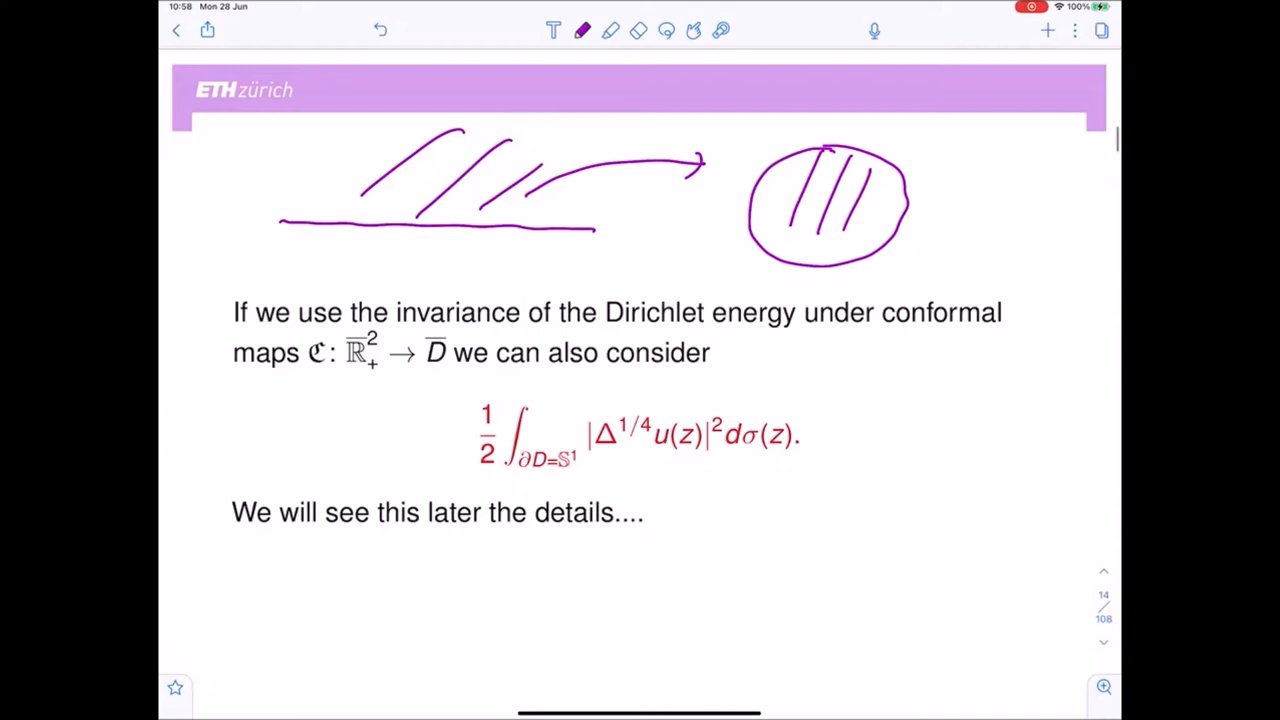 10:58 Mon 28 Jun
100%
ETH zürich
If we use the invariance of the Dirichlet energy under conformal
maps ℭ: ℝ̅²₊ → D̅ we can also consider
1/2 ∫_{∂D=𝕊¹} |Δ^{1/4}u(z)|²dσ(z).
We will see this later the details....
14
/
108